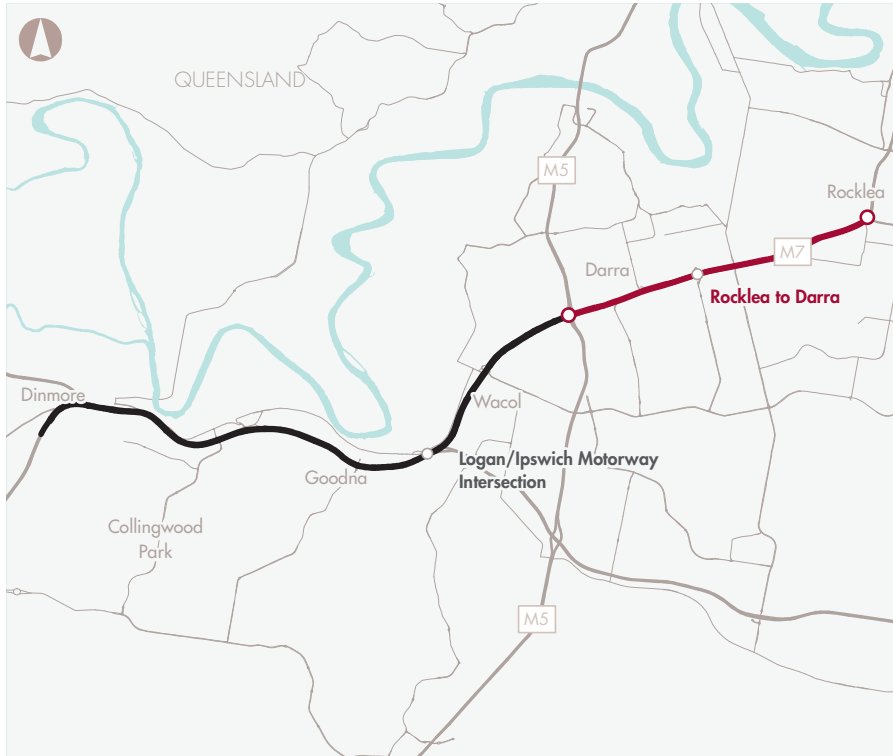 QUEENSLAND
M5
Rocklea
M7
Darra
Rocklea to Darra
Dinmore
Wacol
Logan/Ipswich Motorway
Intersection
Goodna
Collingwood
Park
M5